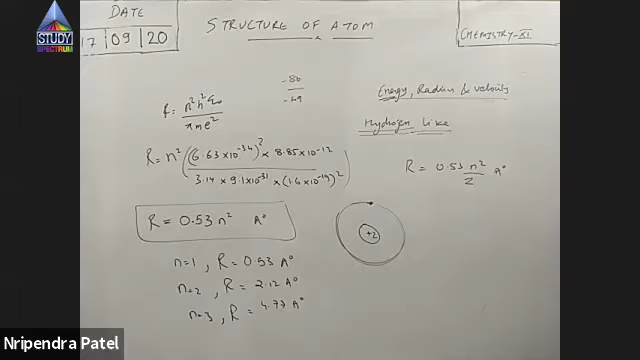 STUDY
SPECTRUM
DATE
17 09 20
STRUCTURE OF ATOM
CHEMISTRY-XI
-80
-49
R = n²h²ε₀ / πme²
Energy, Radius & velocity
Hydrogen Like
R = n² ((6.63×10⁻³⁴)² × 8.85×10⁻¹² / 3.14 × 9.1×10⁻³¹ × (1.6×10⁻¹⁹)²)
R = 0.53 n²/Z A°
R = 0.53 n² A°
+2
n=1, R = 0.53 A°
n=2, R = 2.12 A°
n=3, R = 4.77 A°
Nripendra Patel